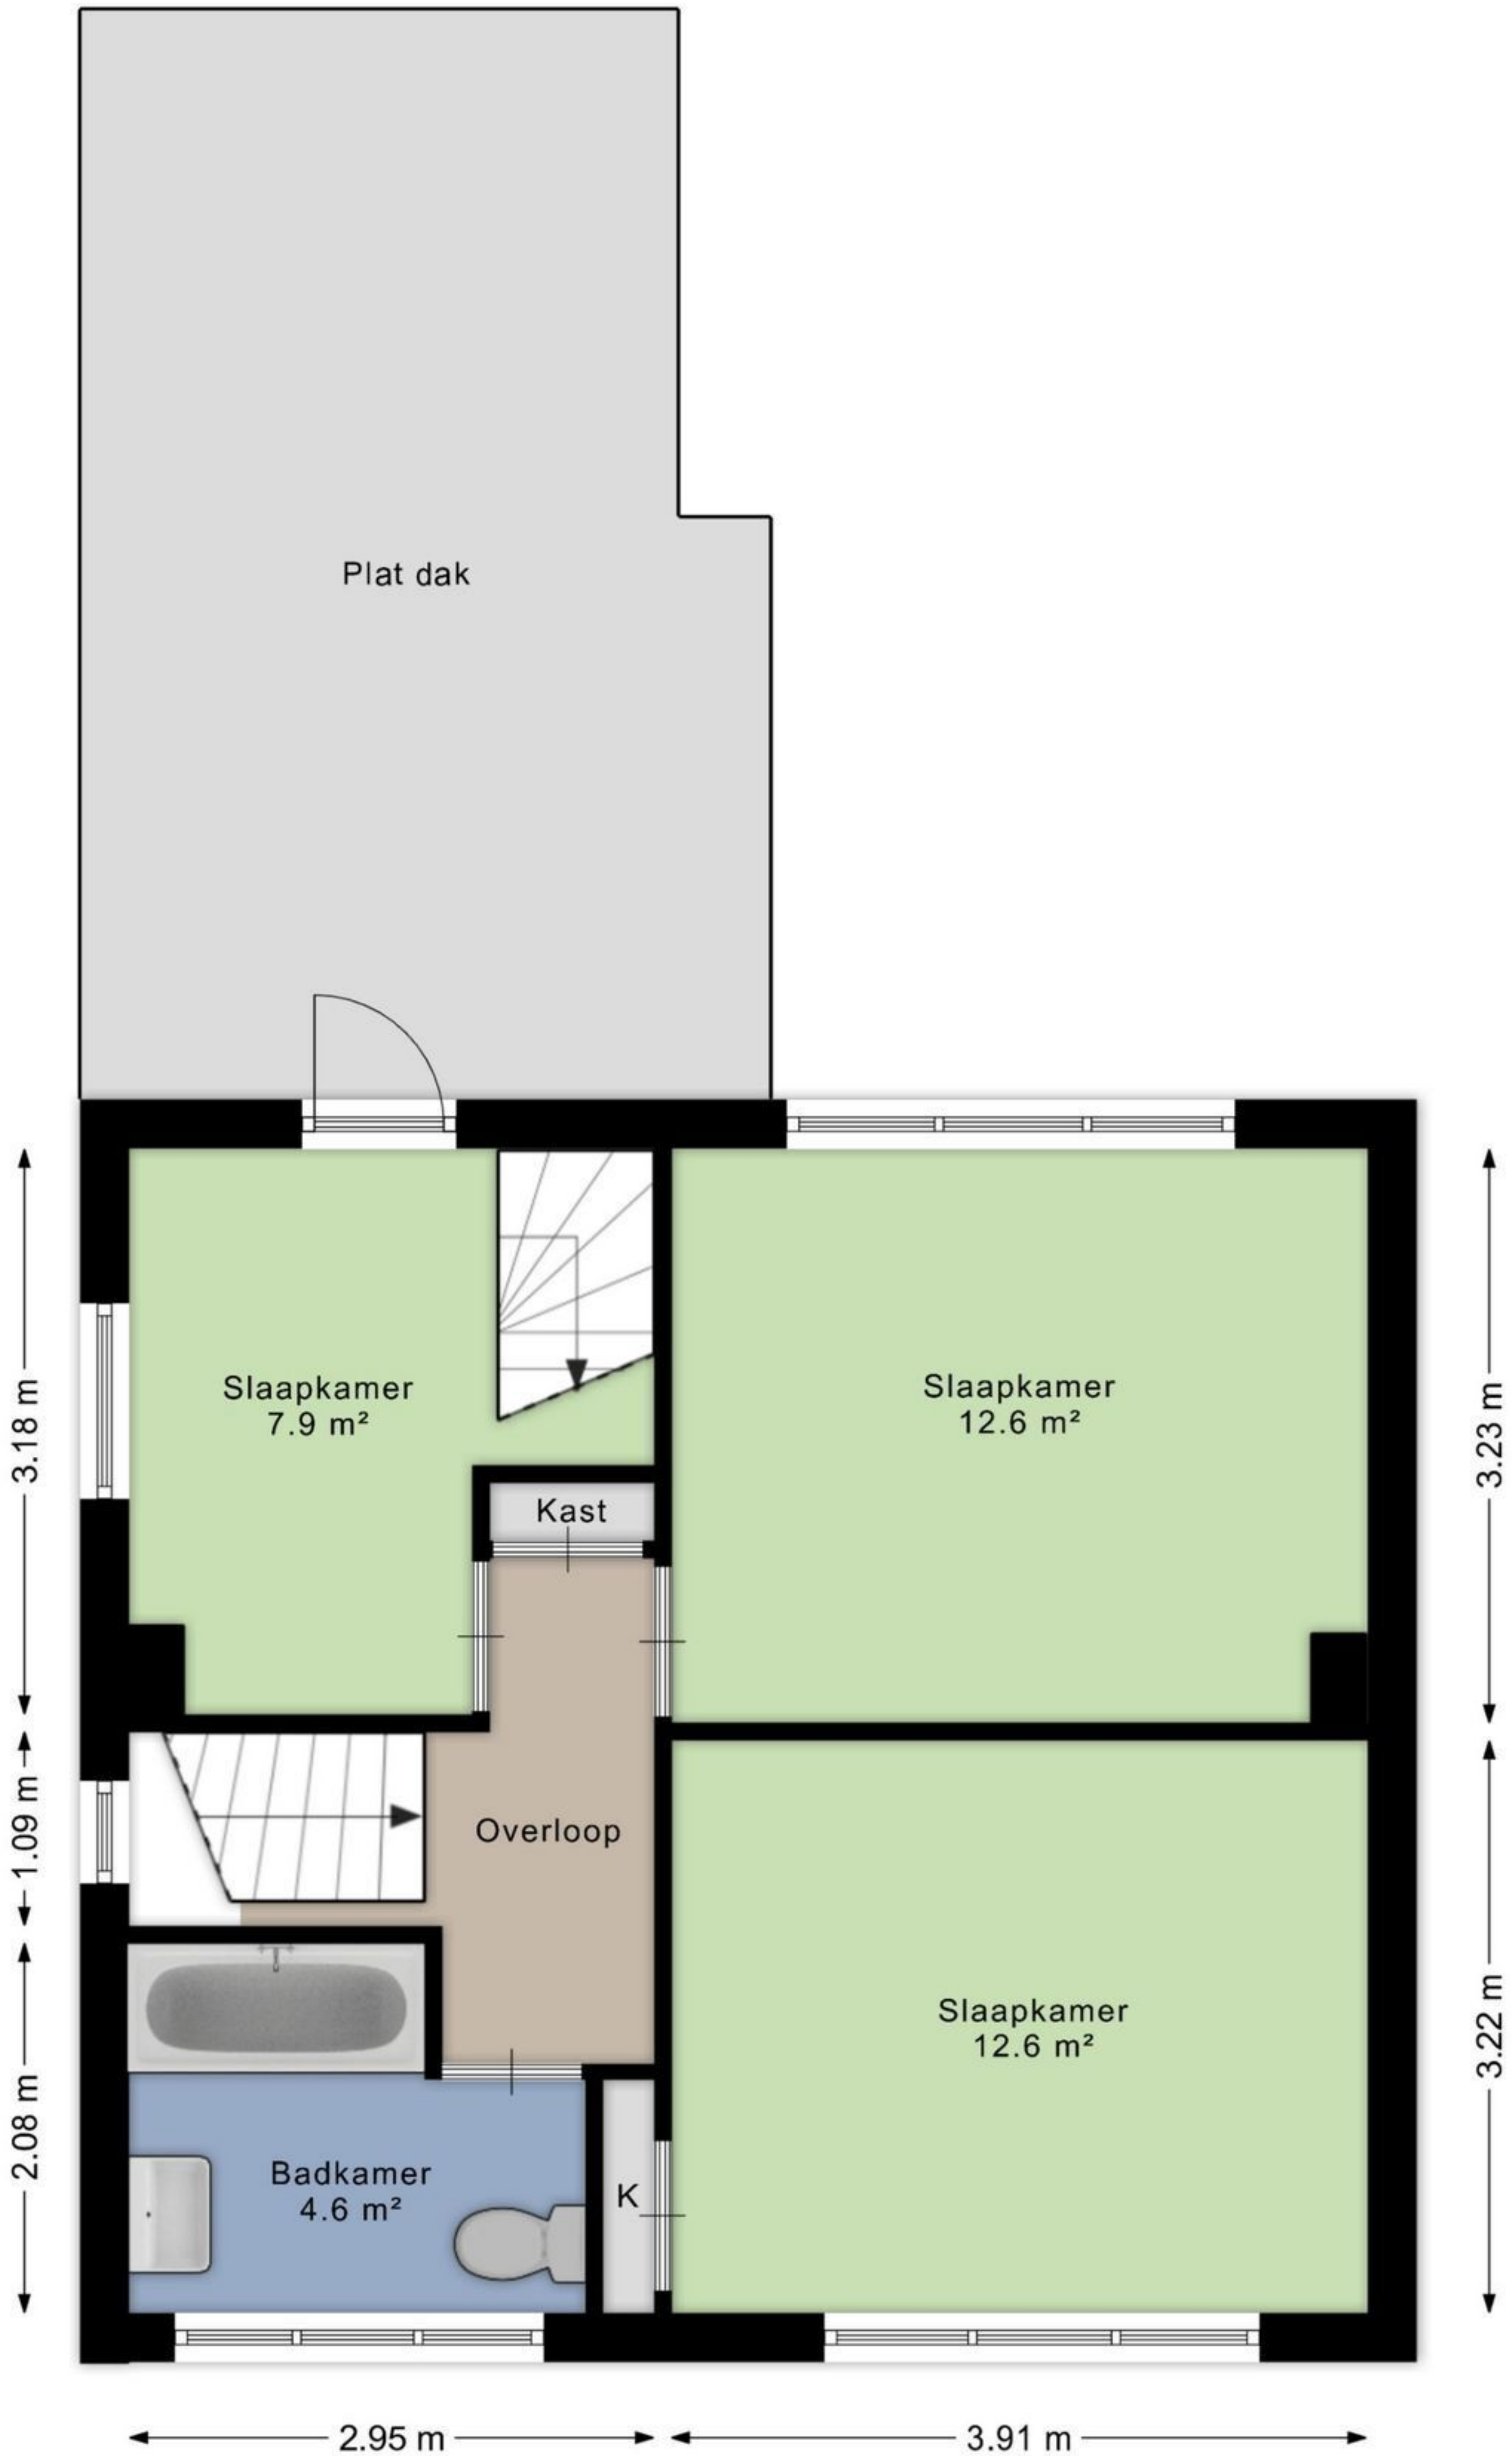 Plat dak
Slaapkamer
7.9 m²
Slaapkamer
12.6 m²
3.18 m
3.23 m
Kast
Overloop
1.09 m
Slaapkamer
12.6 m²
3.22 m
2.08 m
Badkamer
4.6 m²
K
2.95 m
3.91 m